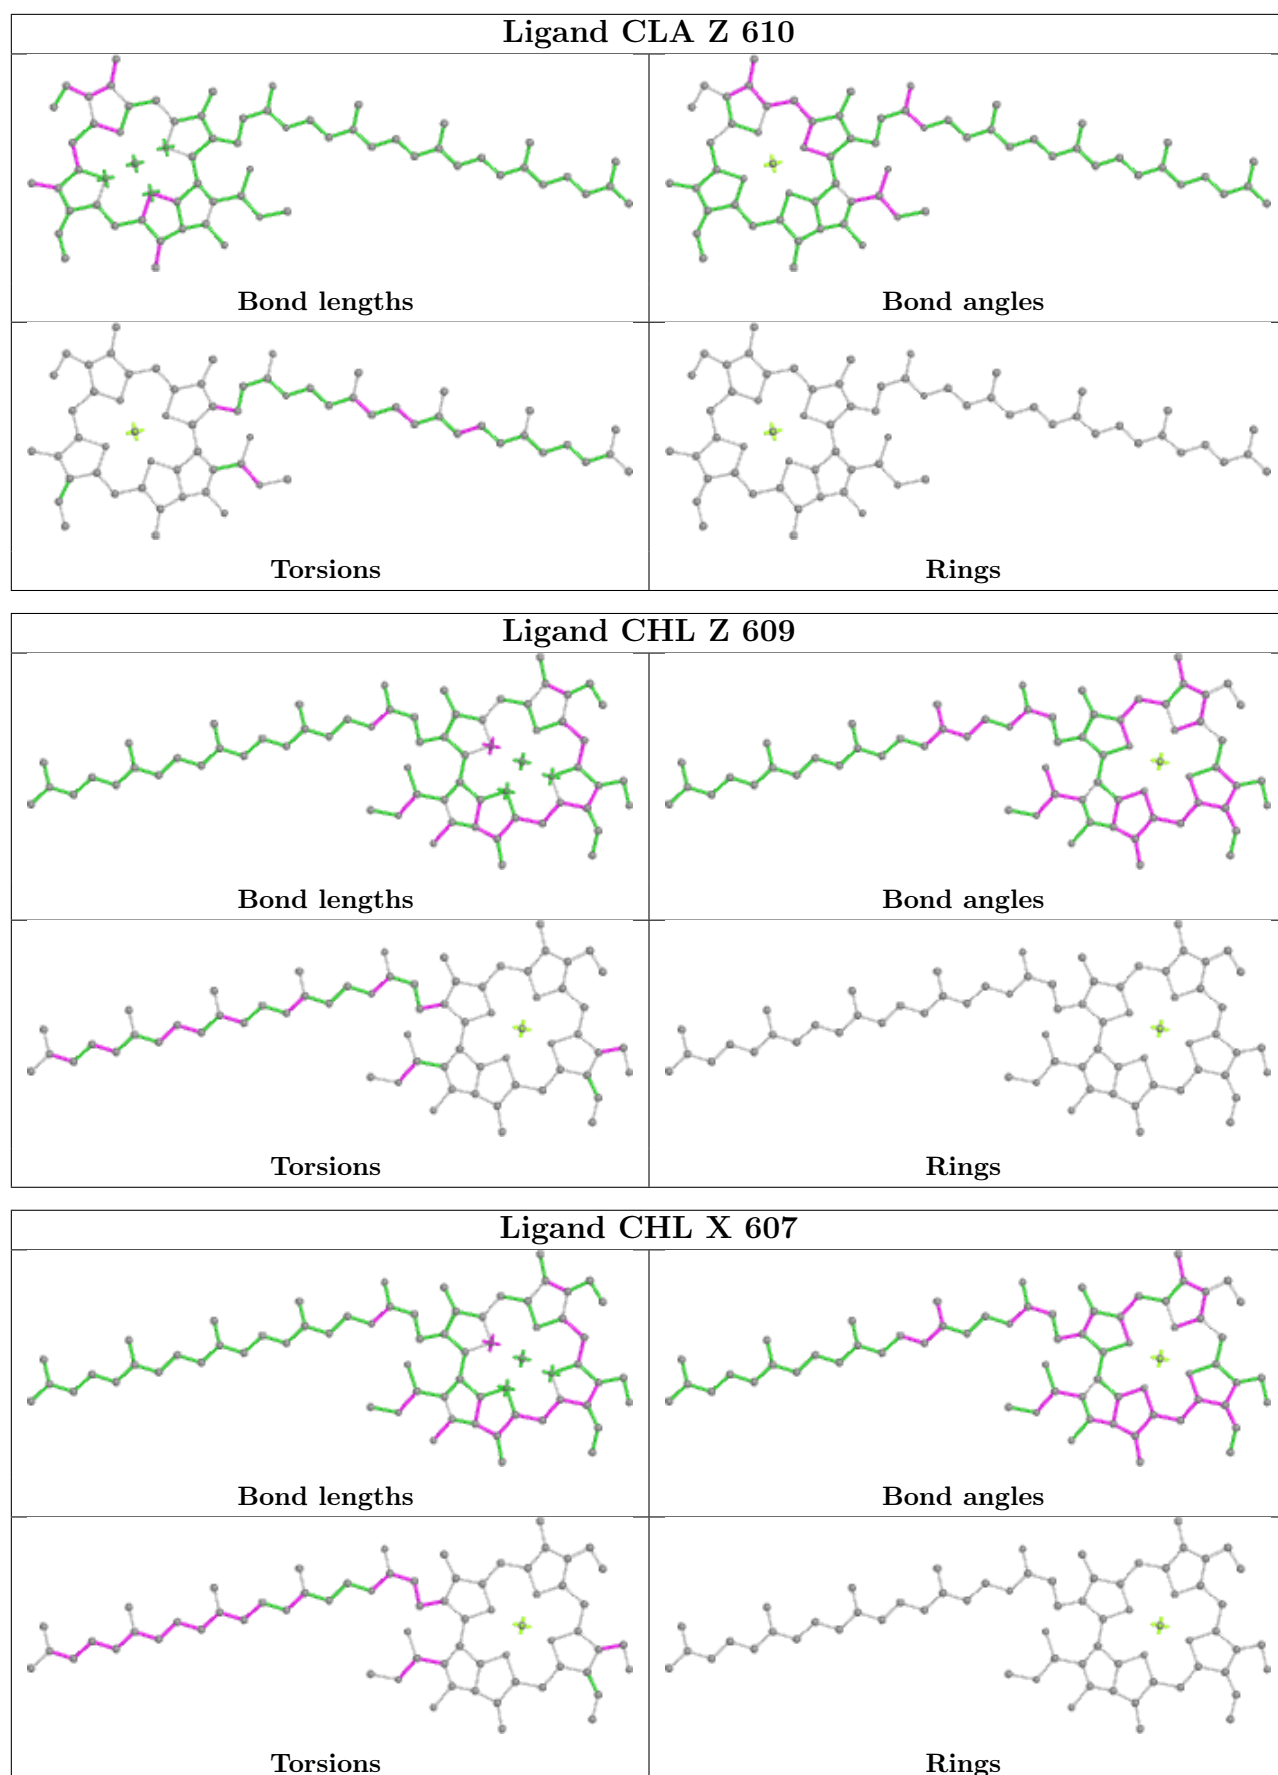 Ligand CLA Z 610
Bond lengths
Bond angles
Torsions
Rings
Ligand CHL Z 609
Bond lengths
Bond angles
Torsions
Rings
Ligand CHL X 607
Bond lengths
Bond angles
Torsions
Rings